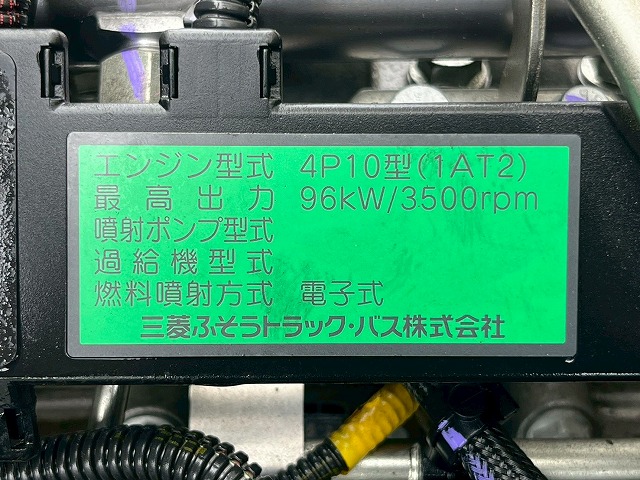 エンジン型式 4P10型(1AT2)
最高出力 96kW/3500rpm
噴射ポンプ型式
過給機型式
燃料噴射方式 電子式
三菱ふそうトラック・バス株式会社